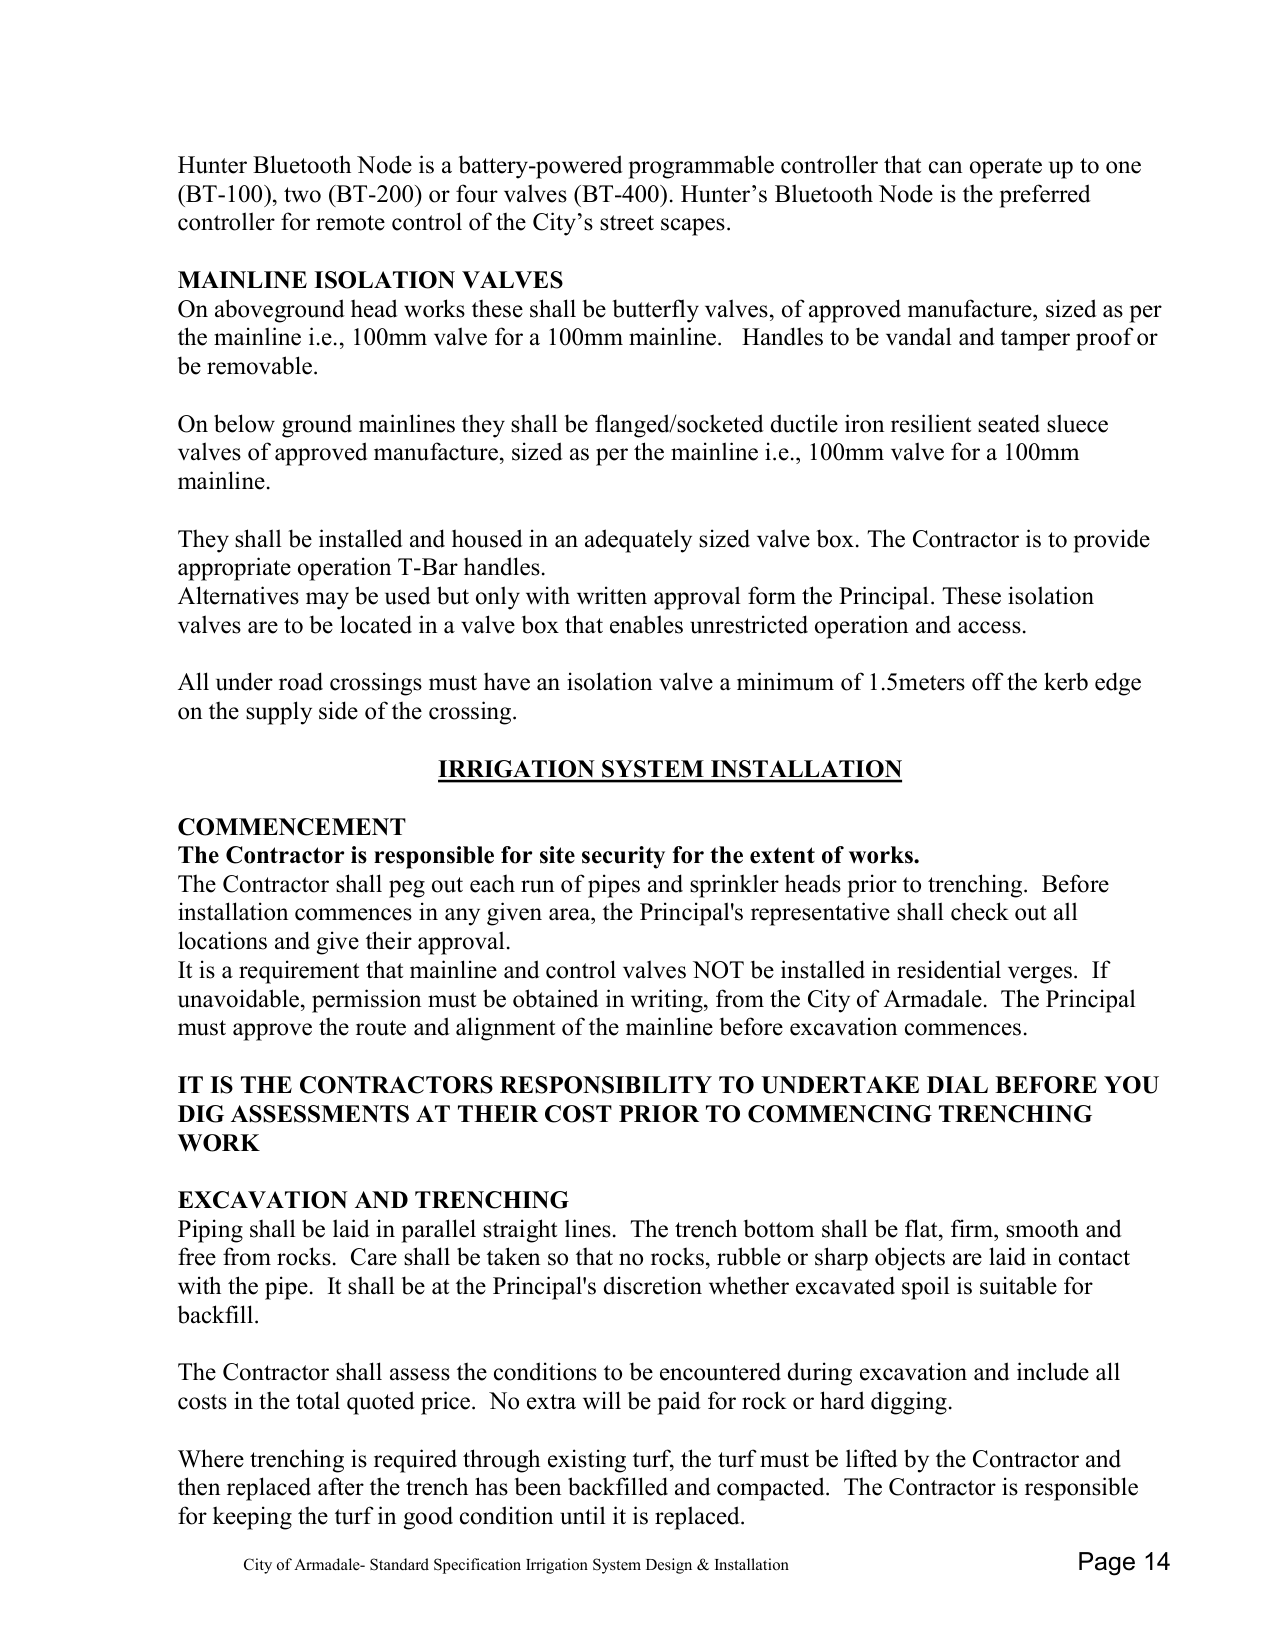 Hunter Bluetooth Node is a battery-powered programmable controller that can operate up to one
(BT-100), two (BT-200) or four valves (BT-400). Hunter’s Bluetooth Node is the preferred
controller for remote control of the City’s street scapes.
MAINLINE ISOLATION VALVES
On aboveground head works these shall be butterfly valves, of approved manufacture, sized as per
the mainline i.e., 100mm valve for a 100mm mainline.   Handles to be vandal and tamper proof or
be removable.
On below ground mainlines they shall be flanged/socketed ductile iron resilient seated sluece
valves of approved manufacture, sized as per the mainline i.e., 100mm valve for a 100mm
mainline.
They shall be installed and housed in an adequately sized valve box. The Contractor is to provide
appropriate operation T-Bar handles.
Alternatives may be used but only with written approval form the Principal. These isolation
valves are to be located in a valve box that enables unrestricted operation and access.
All under road crossings must have an isolation valve a minimum of 1.5meters off the kerb edge
on the supply side of the crossing.
IRRIGATION SYSTEM INSTALLATION
COMMENCEMENT
The Contractor is responsible for site security for the extent of works.
The Contractor shall peg out each run of pipes and sprinkler heads prior to trenching.  Before
installation commences in any given area, the Principal's representative shall check out all
locations and give their approval.
It is a requirement that mainline and control valves NOT be installed in residential verges.  If
unavoidable, permission must be obtained in writing, from the City of Armadale.  The Principal
must approve the route and alignment of the mainline before excavation commences.
IT IS THE CONTRACTORS RESPONSIBILITY TO UNDERTAKE DIAL BEFORE YOU
DIG ASSESSMENTS AT THEIR COST PRIOR TO COMMENCING TRENCHING
WORK
EXCAVATION AND TRENCHING
Piping shall be laid in parallel straight lines.  The trench bottom shall be flat, firm, smooth and
free from rocks.  Care shall be taken so that no rocks, rubble or sharp objects are laid in contact
with the pipe.  It shall be at the Principal's discretion whether excavated spoil is suitable for
backfill.
The Contractor shall assess the conditions to be encountered during excavation and include all
costs in the total quoted price.  No extra will be paid for rock or hard digging.
Where trenching is required through existing turf, the turf must be lifted by the Contractor and
then replaced after the trench has been backfilled and compacted.  The Contractor is responsible
for keeping the turf in good condition until it is replaced.
City of Armadale- Standard Specification Irrigation System Design & Installation Page 14